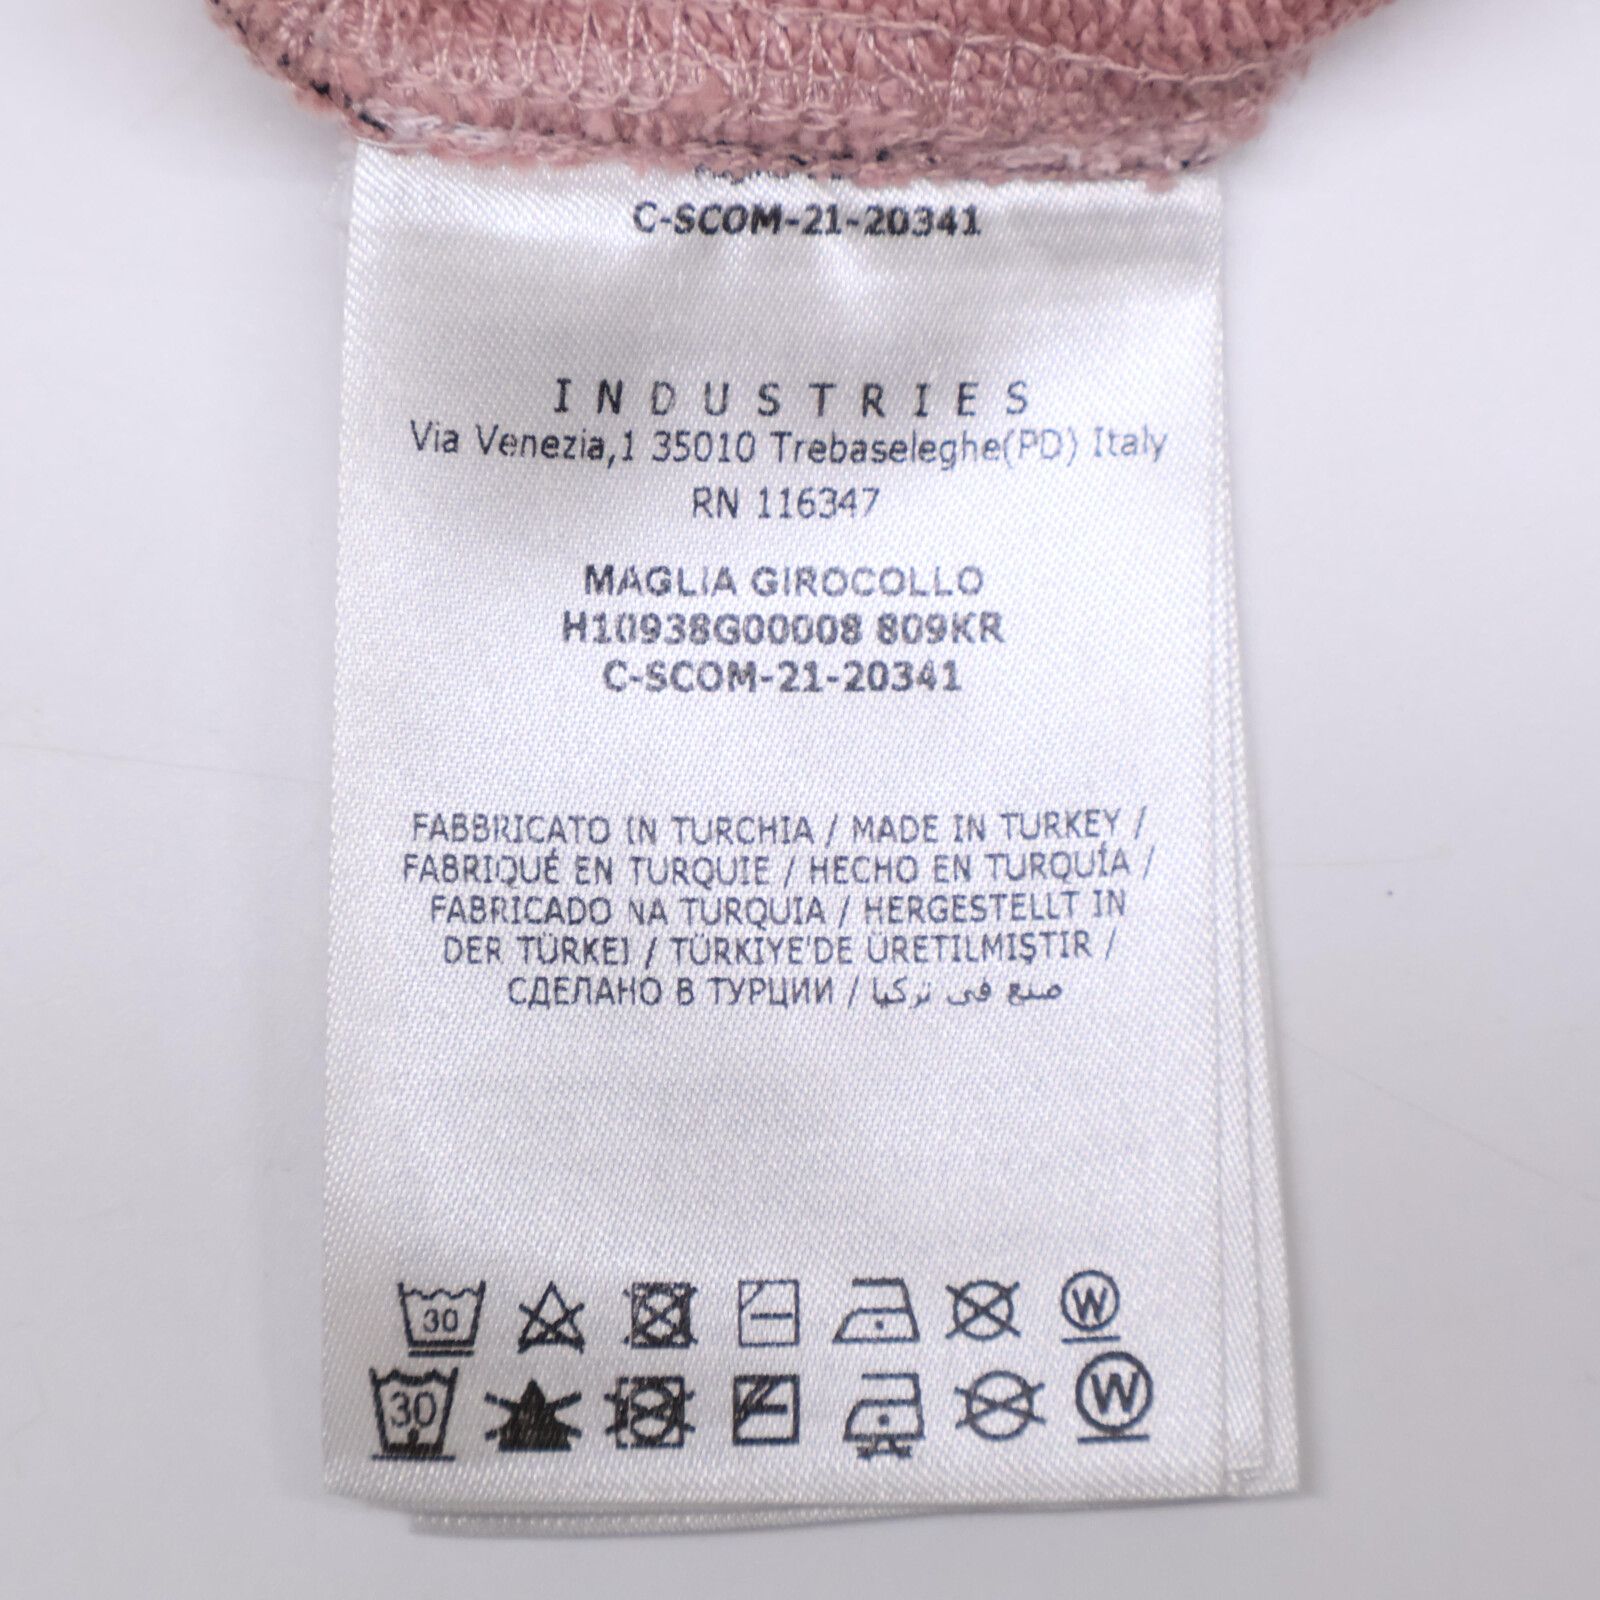 C-SCOM-21-20341
INDUSTRIES
Via Venezia,1 35010 Trebaseleghe(PD) Italy
RN 116347
MAGLIA GIROCOLLO
H10938G00008 809KR
C-SCOM-21-20341
FABBRICATO IN TURCHIA / MADE IN TURKEY /
FABRIQUÉ EN TURQUIE / HECHO EN TURQUÍA /
FABRICADO NA TURQUIA / HERGESTELLT IN
DER TÜRKEI / TÜRKIYE'DE ÜRETILMIŞTIR /
СДЕЛАНО В ТУРЦИИ / صنع في تركيا
30 W
30 W